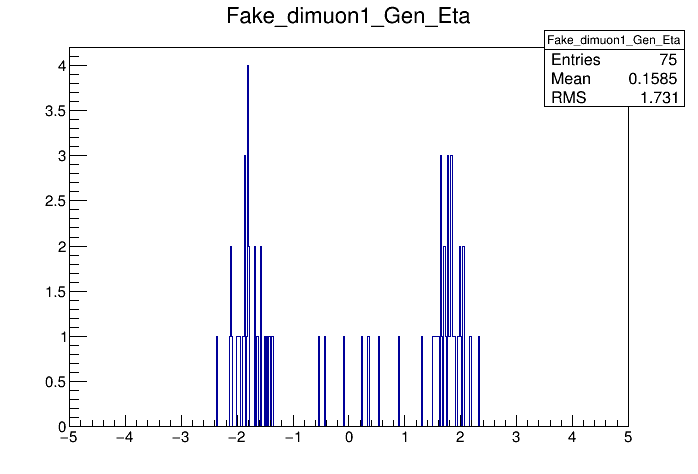 Fake_dimuon1_Gen_Eta
Fake_dimuon1_Gen_Eta
Entries 75
Mean 0.1585
RMS 1.731
4
3.5
3
2.5
2
1.5
1
0.5
0
−5 −4 −3 −2 −1 0 1 2 3 4 5